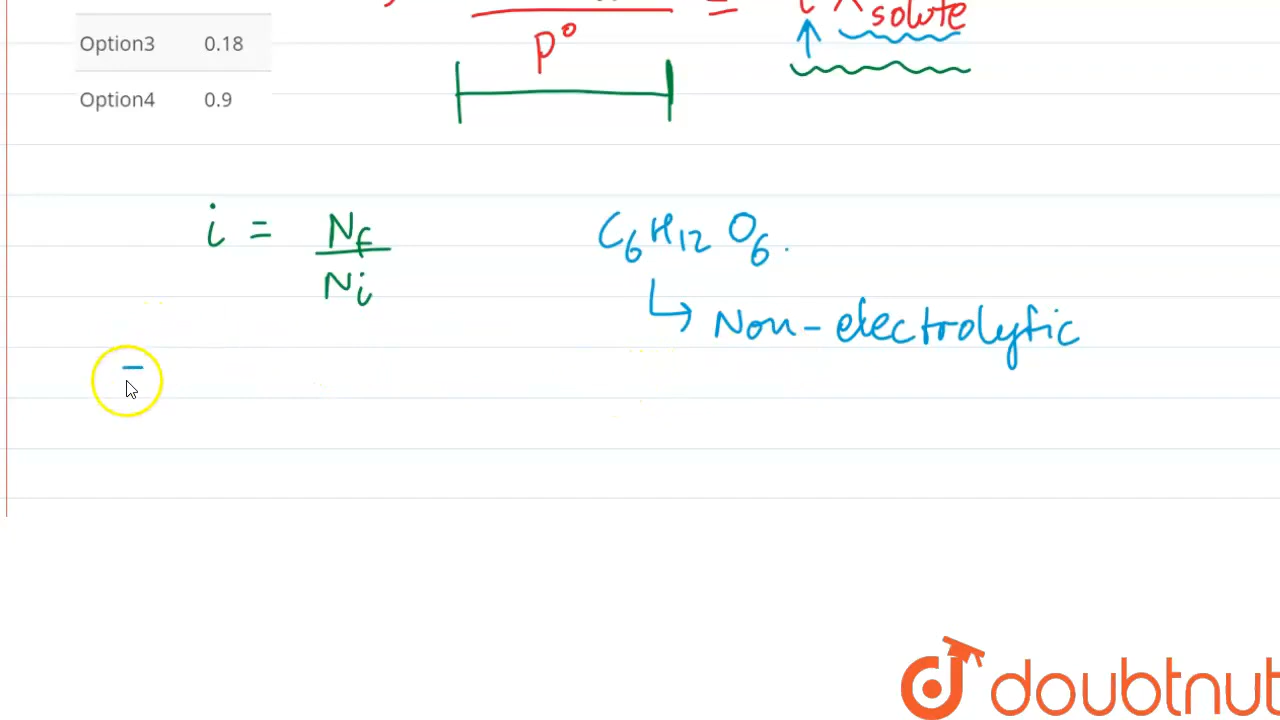 Option3 0.18
Option4 0.9
P° = i X solute
i = Nf
Ni
C6H12O6.
Non-electrolytic
doubtnut